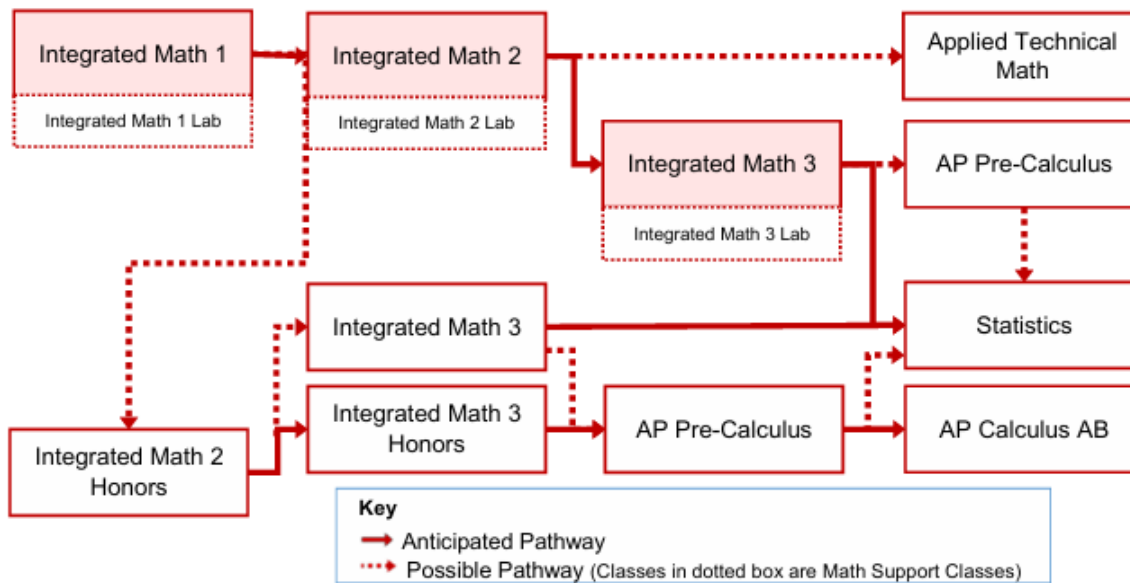 Integrated Math 1
Integrated Math 1 Lab
Integrated Math 2
Integrated Math 2 Lab
Applied Technical
Math
Integrated Math 3
Integrated Math 3 Lab
AP Pre-Calculus
Integrated Math 3
Statistics
Integrated Math 2
Honors
Integrated Math 3
Honors
AP Pre-Calculus
AP Calculus AB
Key
Anticipated Pathway
Possible Pathway (Classes in dotted box are Math Support Classes)